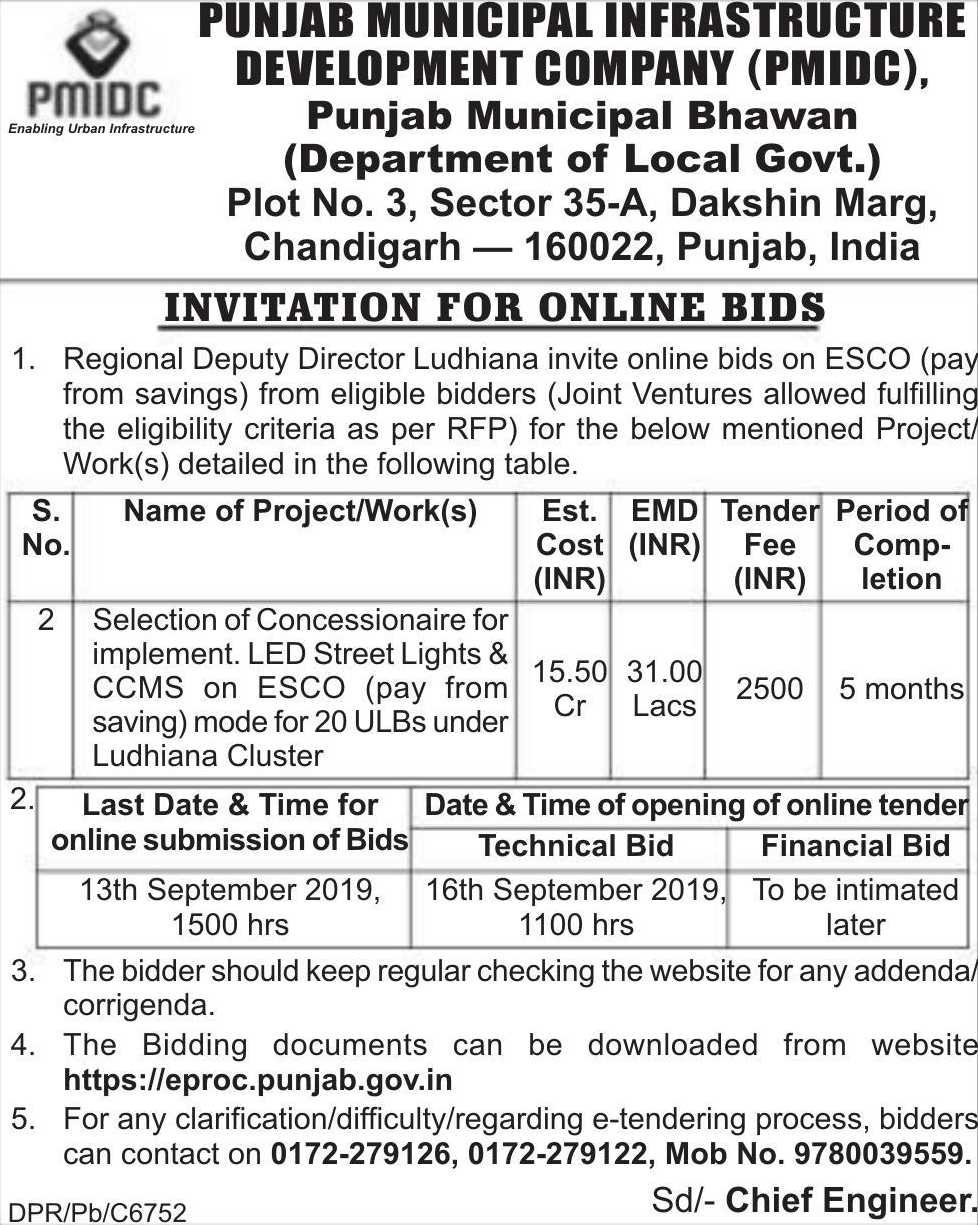 PMIDC
Enabling Urban Infrastructure
PUNJAB MUNICIPAL INFRASTRUCTURE
DEVELOPMENT COMPANY (PMIDC),
Punjab Municipal Bhawan
(Department of Local Govt.)
Plot No. 3, Sector 35-A, Dakshin Marg,
Chandigarh — 160022, Punjab, India
INVITATION FOR ONLINE BIDS
1. Regional Deputy Director Ludhiana invite online bids on ESCO (pay
from savings) from eligible bidders (Joint Ventures allowed fulfilling
the eligibility criteria as per RFP) for the below mentioned Project/
Work(s) detailed in the following table.
S. No.
Name of Project/Work(s)
Est.
Cost
(INR)
EMD
(INR)
Tender
Fee
(INR)
Period of
Comp-
letion
2
Selection of Concessionaire for
implement. LED Street Lights &
CCMS on ESCO (pay from
saving) mode for 20 ULBs under
Ludhiana Cluster
15.50
Cr
31.00
Lacs
2500
5 months
2.
Last Date & Time for
online submission of Bids
Date & Time of opening of online tender
Technical Bid
Financial Bid
13th September 2019,
1500 hrs
16th September 2019,
1100 hrs
To be intimated
later
3. The bidder should keep regular checking the website for any addenda/
corrigenda.
4. The Bidding documents can be downloaded from website
https://eproc.punjab.gov.in
5. For any clarification/difficulty/regarding e-tendering process, bidders
can contact on 0172-279126, 0172-279122, Mob No. 9780039559.
Sd/- Chief Engineer.
DPR/Pb/C6752